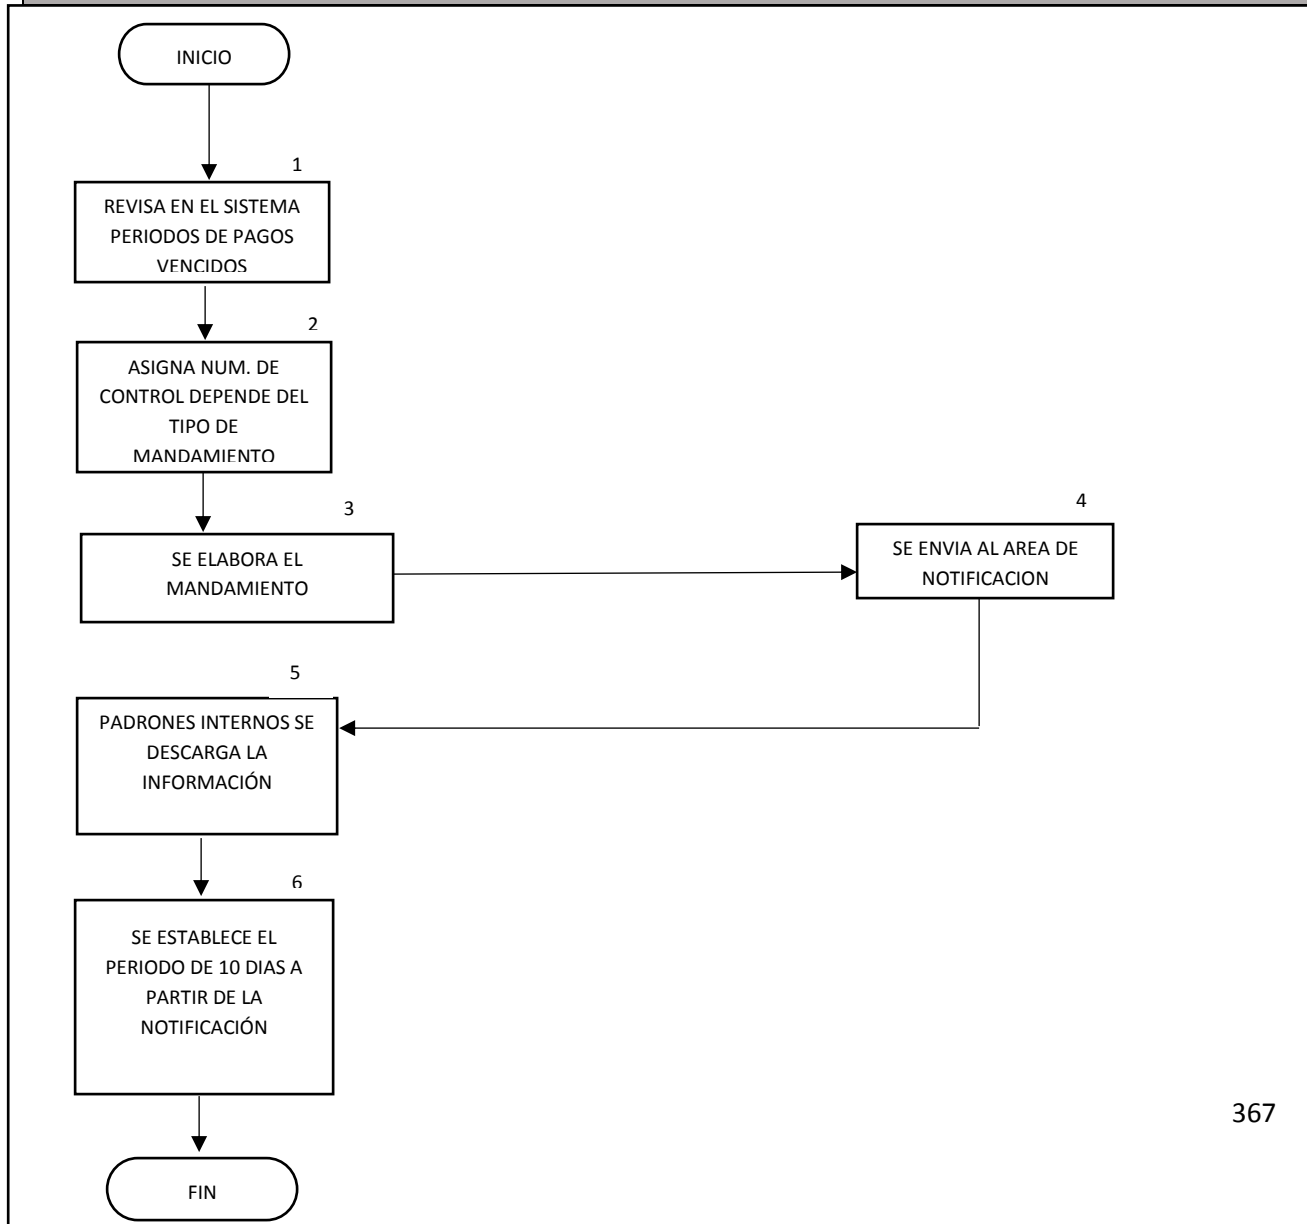 INICIO
1
REVISA EN EL SISTEMA
PERIODOS DE PAGOS
VENCIDOS
2
ASIGNA NUM. DE
CONTROL DEPENDE DEL
TIPO DE
MANDAMIENTO
3
SE ELABORA EL
MANDAMIENTO
4
SE ENVIA AL AREA DE
NOTIFICACION
5
PADRONES INTERNOS SE
DESCARGA LA
INFORMACIÓN
6
SE ESTABLECE EL
PERIODO DE 10 DIAS A
PARTIR DE LA
NOTIFICACIÓN
367
FIN